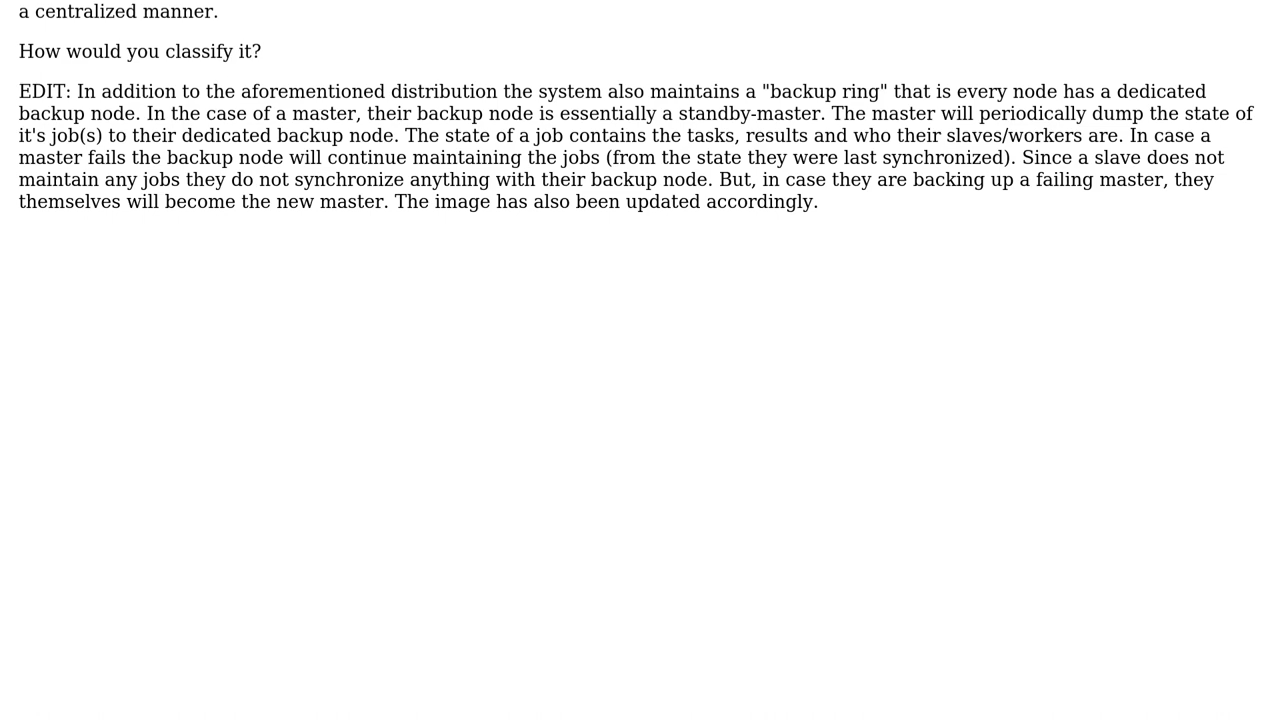 a centralized manner.
How would you classify it?
EDIT: In addition to the aforementioned distribution the system also maintains a "backup ring" that is every node has a dedicated
backup node. In the case of a master, their backup node is essentially a standby-master. The master will periodically dump the state of
it's job(s) to their dedicated backup node. The state of a job contains the tasks, results and who their slaves/workers are. In case a
master fails the backup node will continue maintaining the jobs (from the state they were last synchronized). Since a slave does not
maintain any jobs they do not synchronize anything with their backup node. But, in case they are backing up a failing master, they
themselves will become the new master. The image has also been updated accordingly.